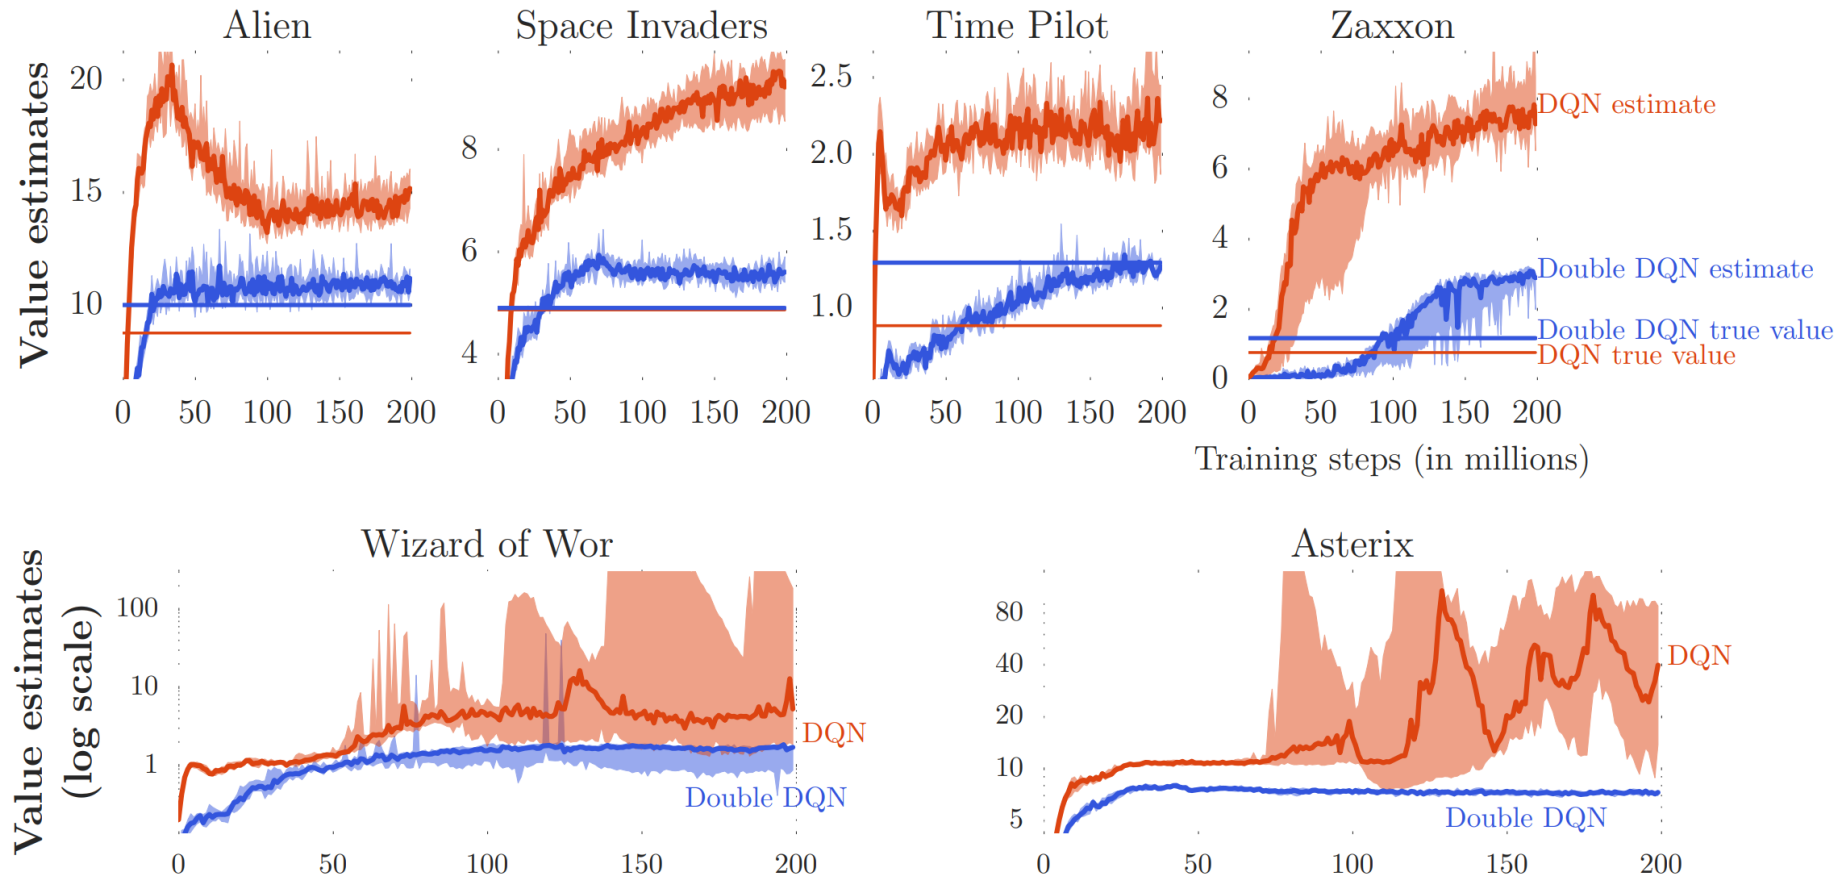 Alien
Space Invaders
Time Pilot
Zaxxon
Value estimates
20
15
10
0 50 100 150 200
8
6
4
0 50 100 150 200
2.5
2.0
1.5
1.0
0 50 100 150 200
8
6
4
2
0
0 50 100 150 200
DQN estimate
Double DQN estimate
Double DQN true value
DQN true value
Training steps (in millions)
Wizard of Wor
Asterix
Value estimates
(log scale)
100
10
1
0 50 100 150 200
DQN
Double DQN
80
40
20
10
5
0 50 100 150 200
DQN
Double DQN